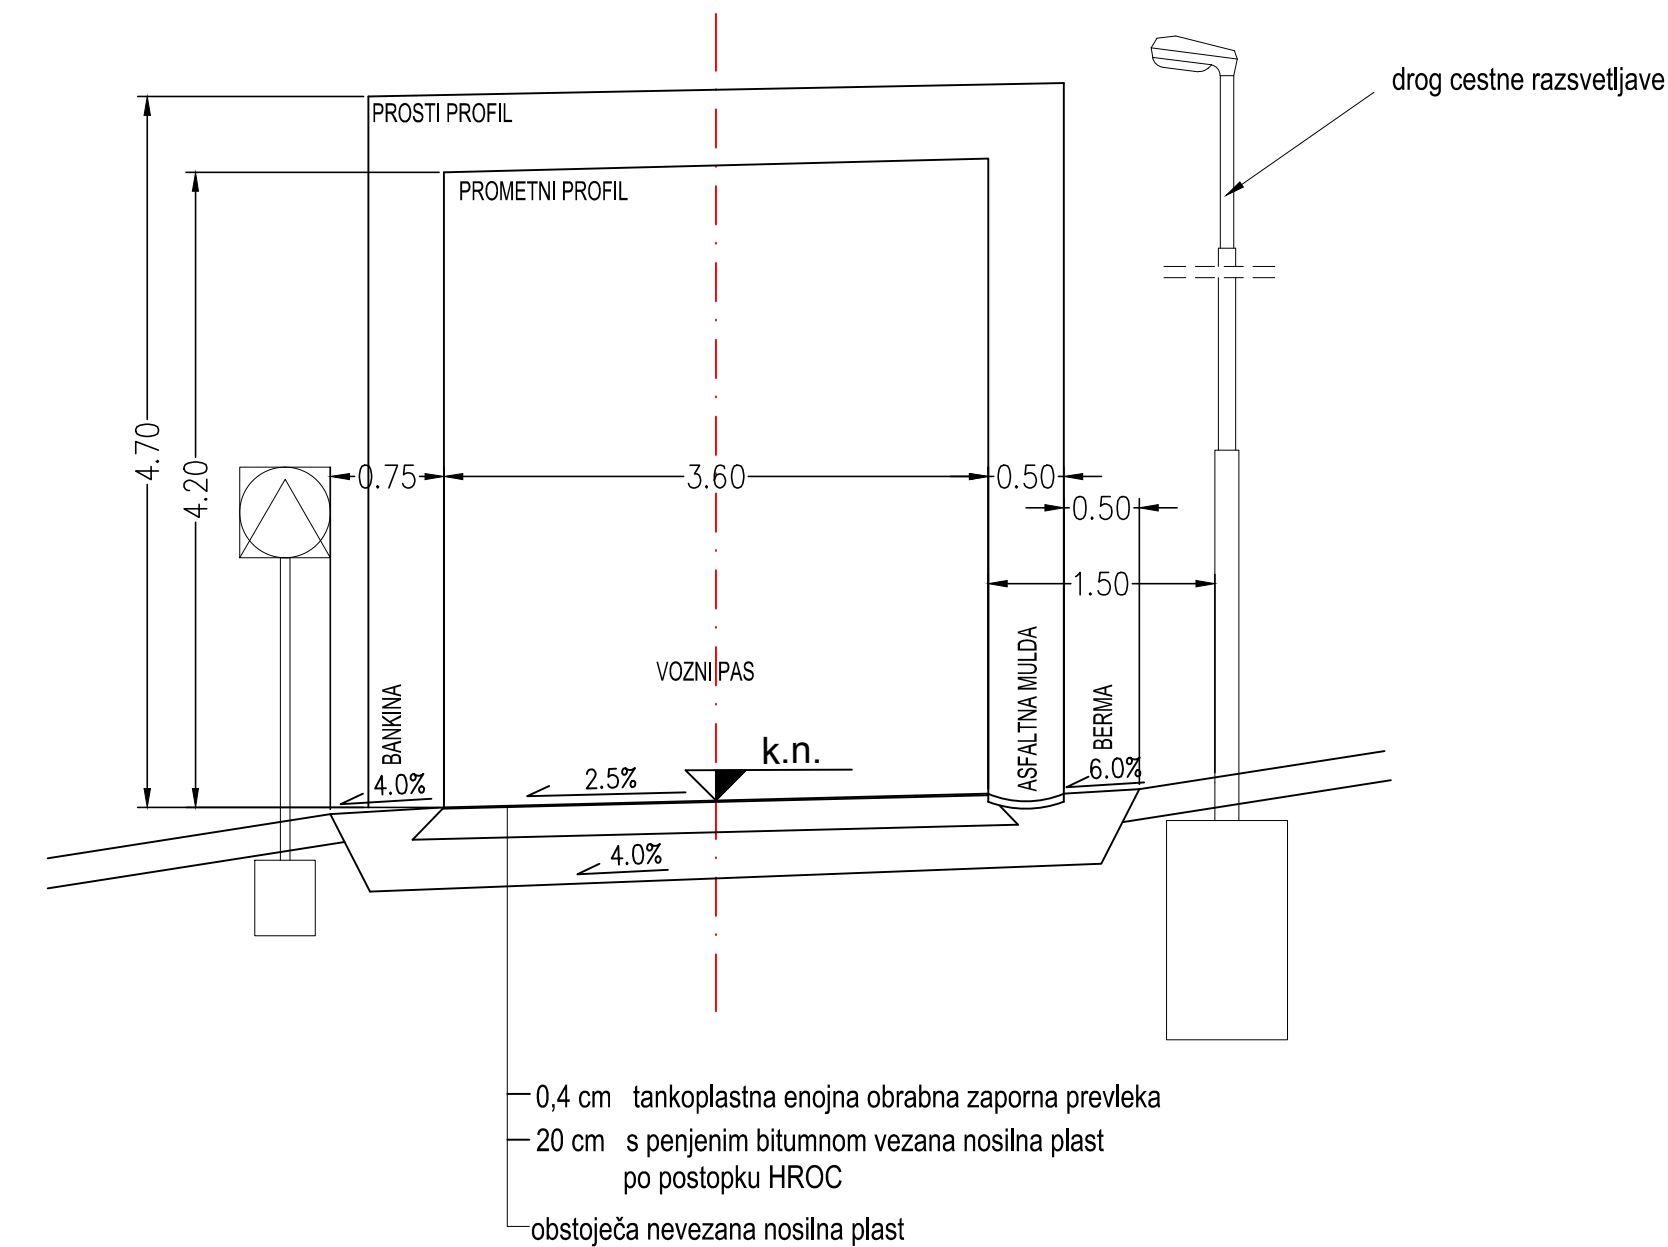 drog cestne razsvetljave
PROSTI PROFIL
PROMETNI PROFIL
4.70
4.20
0.75
3.60
0.50
0.50
1.50
VOZNI PAS
BANKINA
ASFALTNA MULDA
BERMA
k.n.
4.0%
2.5%
6.0%
4.0%
0,4 cm tankoplastna enojna obrabna zaporna prevleka
20 cm s penjenim bitumnom vezana nosilna plast
po postopku HROC
obstoječa nevezana nosilna plast